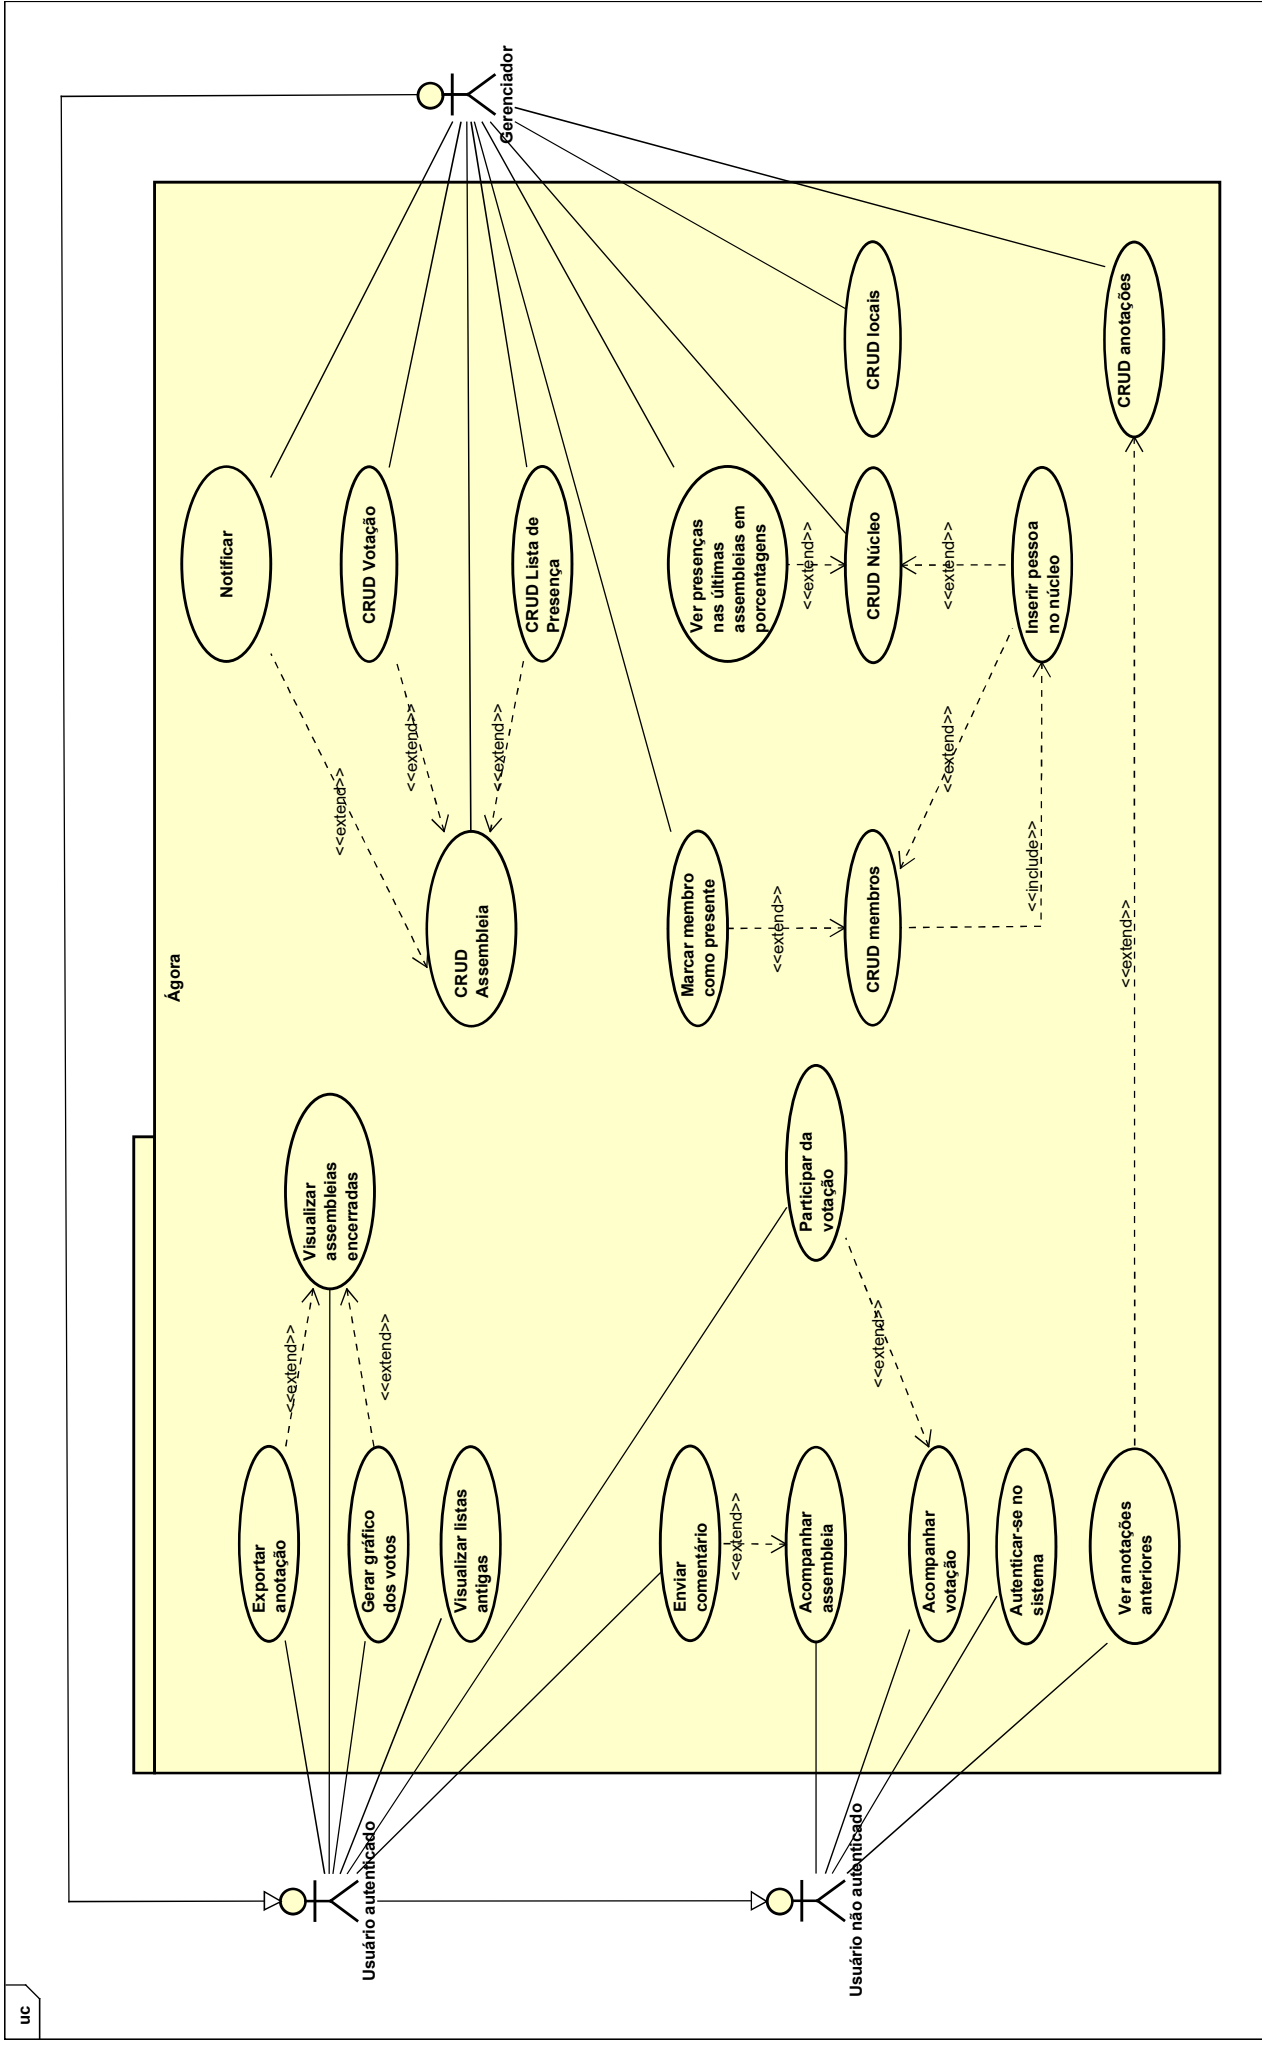 uc
Ágora
Usuário autenticado
Usuário não autenticado
Gerenciador
Exportar
anotação
<<extend>>
Visualizar
assembleias
encerradas
Gerar gráfico
dos votos
<<extend>>
Visualizar listas
antigas
Enviar
comentário
<<extend>>
Acompanhar
assembleia
Participar da
votação
<<extend>>
Acompanhar
votação
Autenticar-se no
sistema
Ver anotações
anteriores
<<extend>>
Notificar
<<extend>>
CRUD Votação
<<extend>>
CRUD Lista de
Presença
<<extend>>
CRUD
Assembleia
Marcar membro
como presente
<<extend>>
CRUD membros
<<include>>
<<extend>>
Ver presenças
nas últimas
assembleias em
porcentagens
<<extend>>
CRUD Núcleo
<<extend>>
Inserir pessoa
no núcleo
CRUD locais
CRUD anotações